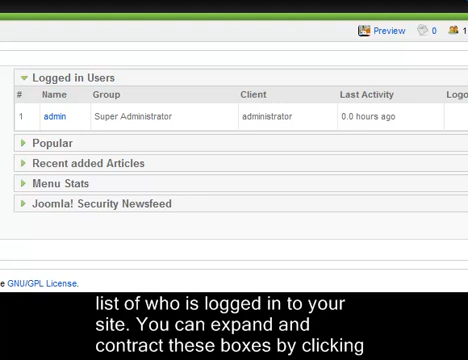 Preview 0 1
Logged in Users
# Name Group Client Last Activity Logo
1 admin Super Administrator administrator 0.0 hours ago
Popular
Recent added Articles
Menu Stats
Joomla! Security Newsfeed
e GNU/GPL License.
list of who is logged in to your
site. You can expand and
contract these boxes by clicking